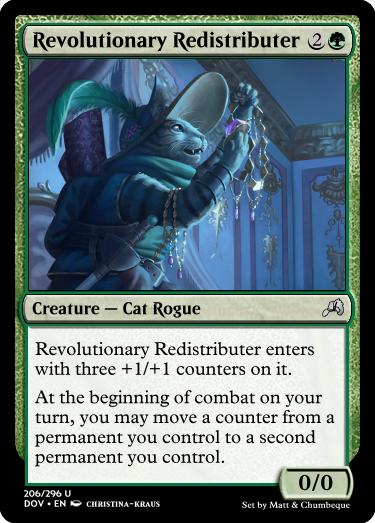 Revolutionary Redistributer 2
Creature — Cat Rogue
Revolutionary Redistributer enters
with three +1/+1 counters on it.
At the beginning of combat on your
turn, you may move a counter from a
permanent you control to a second
permanent you control.
0/0
206/296 U
DOV • EN CHRISTINA-KRAUS
Set by Matt & Chumbeque